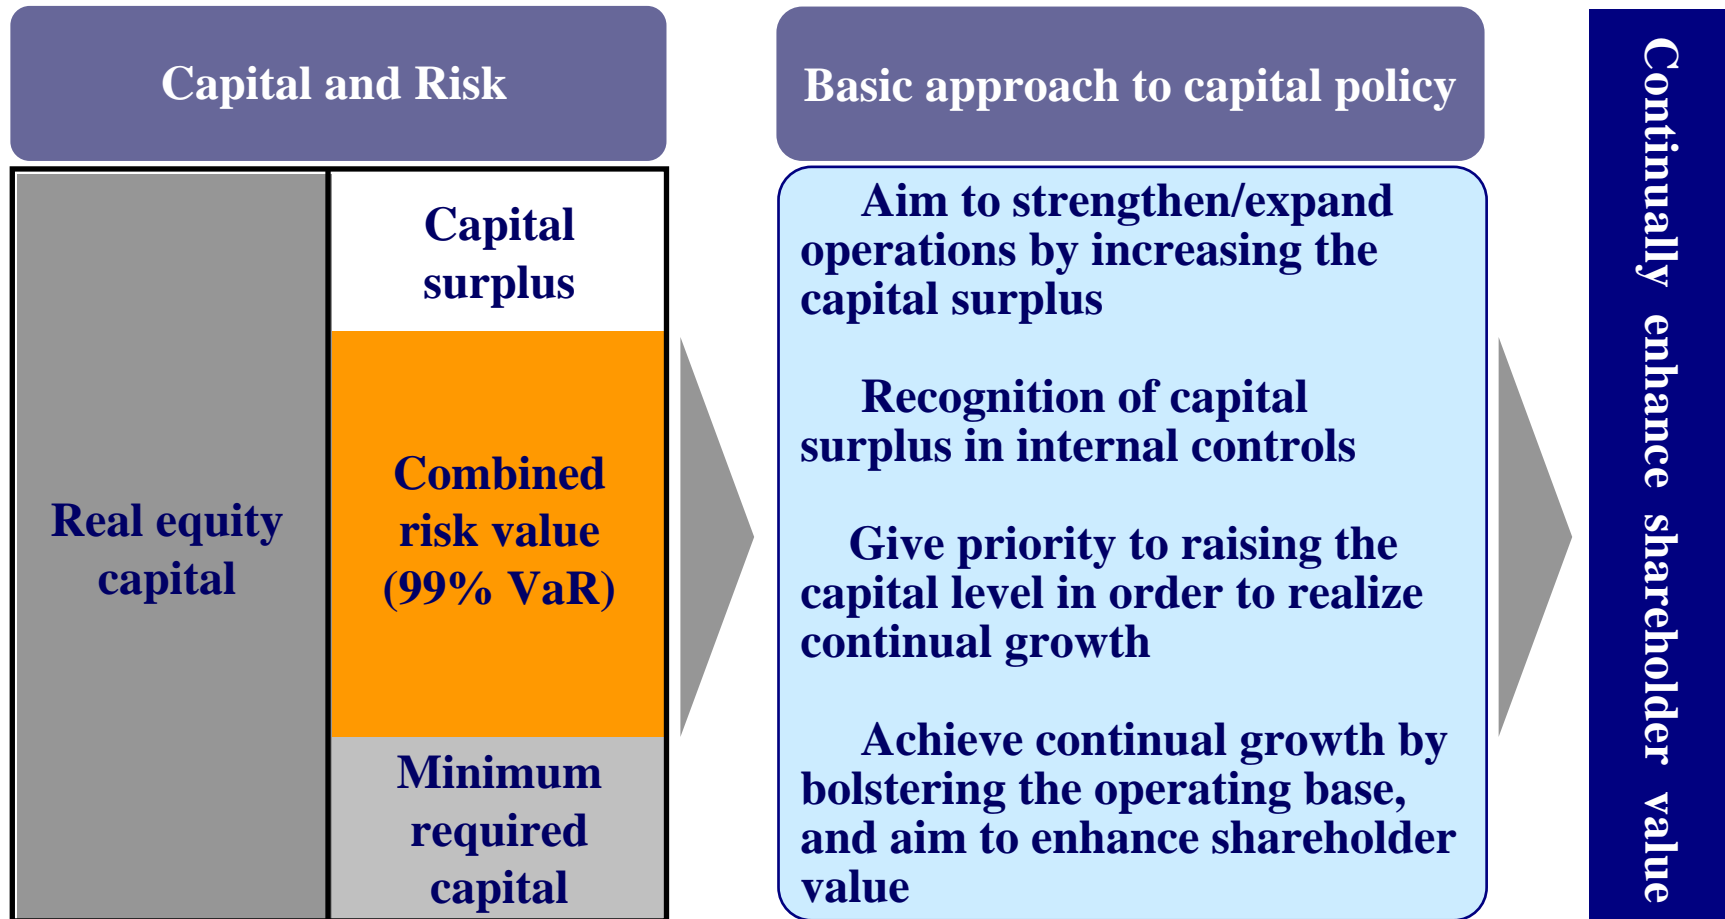 Capital and Risk
Real equity
capital
Capital
surplus
Combined
risk value
(99% VaR)
Minimum
required
capital
Basic approach to capital policy
Aim to strengthen/expand
operations by increasing the
capital surplus
Recognition of capital
surplus in internal controls
Give priority to raising the
capital level in order to realize
continual growth
Achieve continual growth by
bolstering the operating base,
and aim to enhance shareholder
value
Continually enhance shareholder value